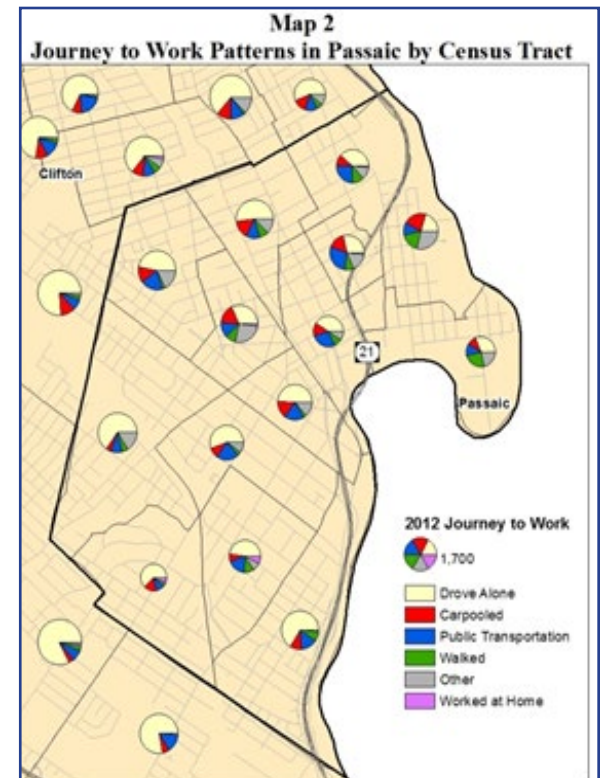 Map 2
Journey to Work Patterns in Passaic by Census Tract
Clifton
21
Passaic
2012 Journey to Work
1,700
Drove Alone
Carpooled
Public Transportation
Walked
Other
Worked at Home